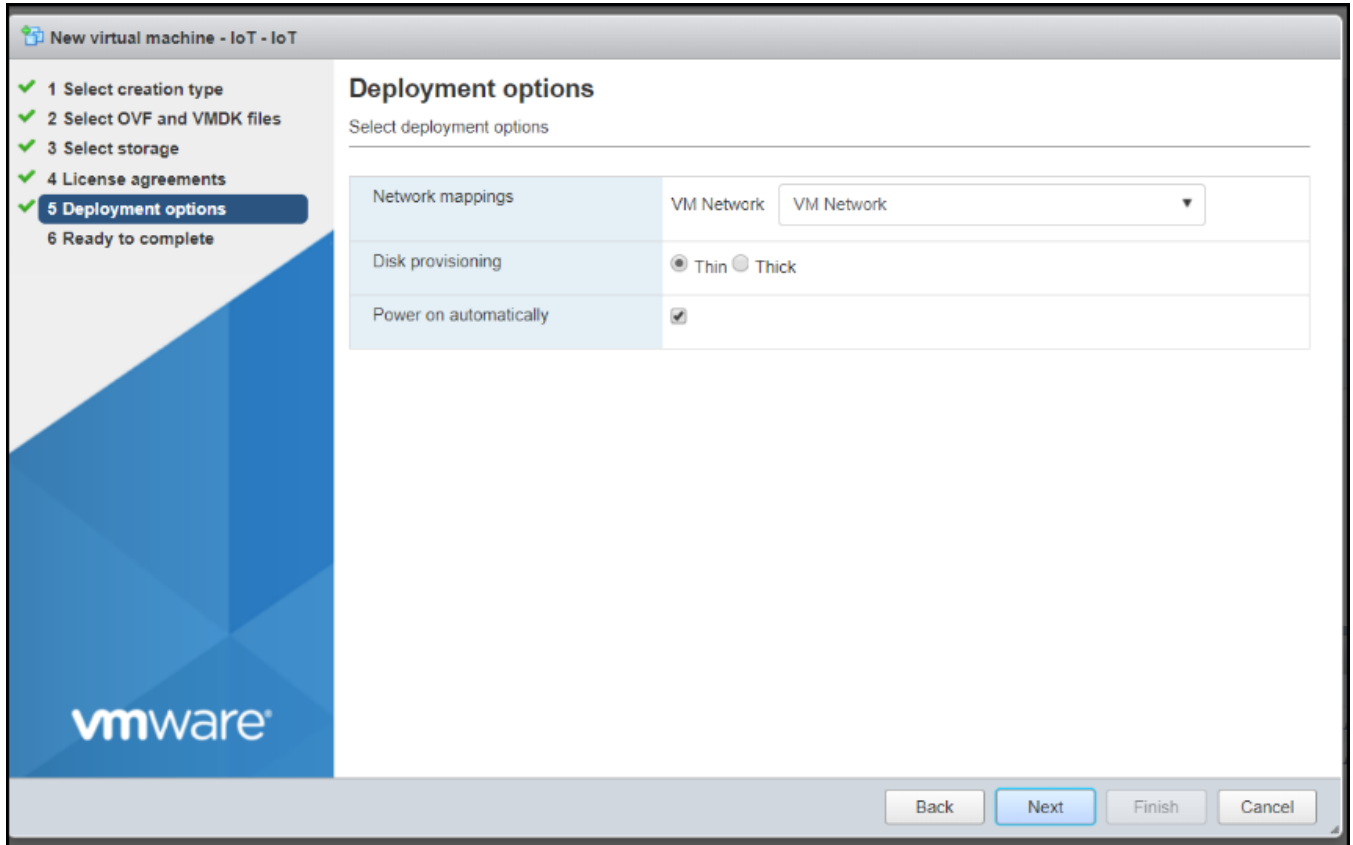 New virtual machine - IoT - IoT
1 Select creation type
2 Select OVF and VMDK files
3 Select storage
4 License agreements
5 Deployment options
6 Ready to complete
vmware®
Deployment options
Select deployment options
Network mappings VM Network VM Network
Disk provisioning Thin Thick
Power on automatically
Back Next Finish Cancel